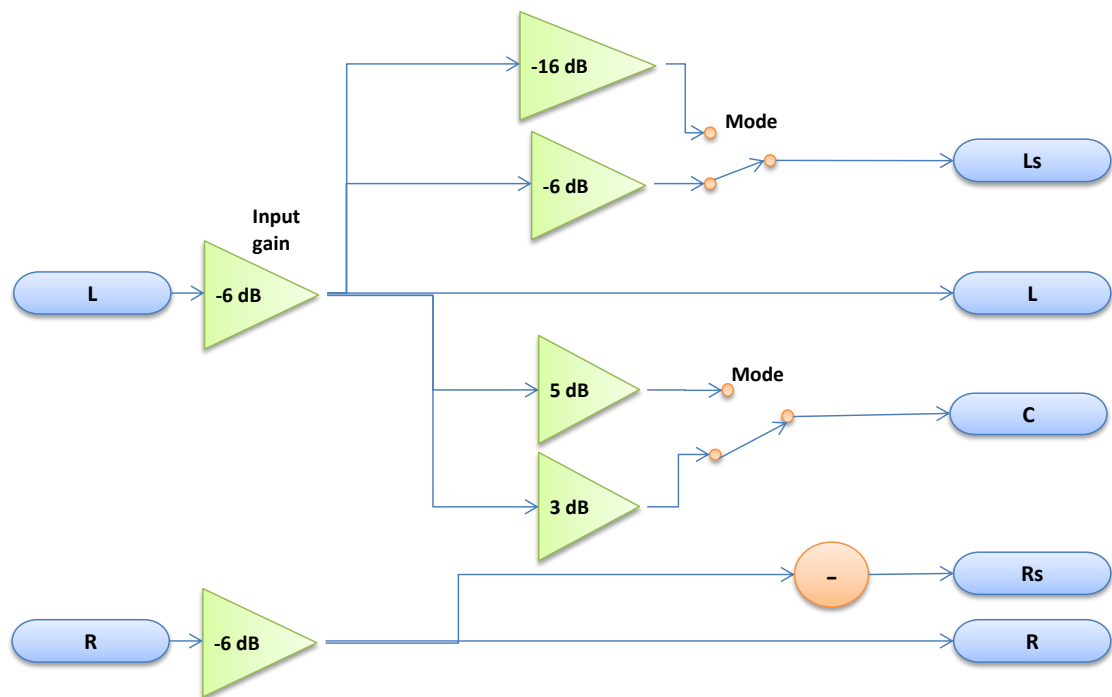 -16 dB
Mode
Ls
-6 dB
Input
gain
L
-6 dB
L
5 dB
Mode
C
3 dB
-
Rs
R
-6 dB
R